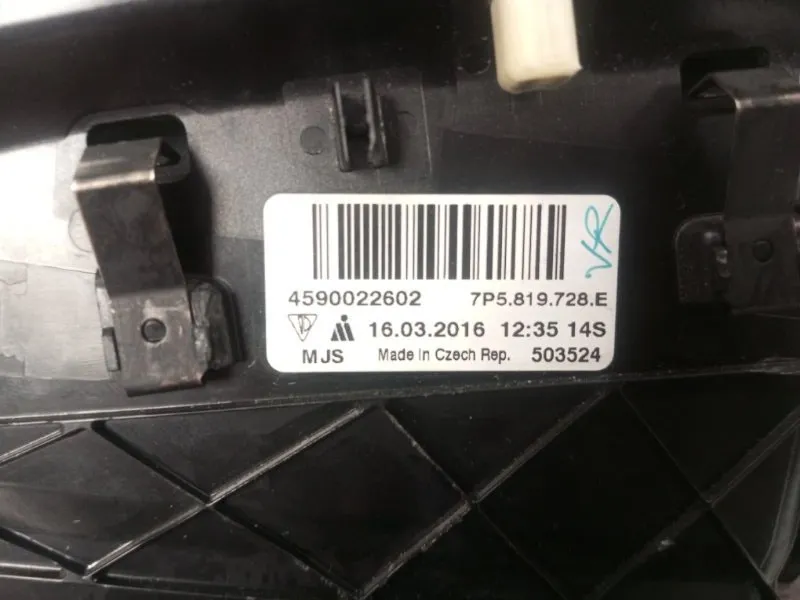 VR
4590022602 7P5.819.728.E
16.03.2016 12:35 14S
MJS Made in Czech Rep. 503524